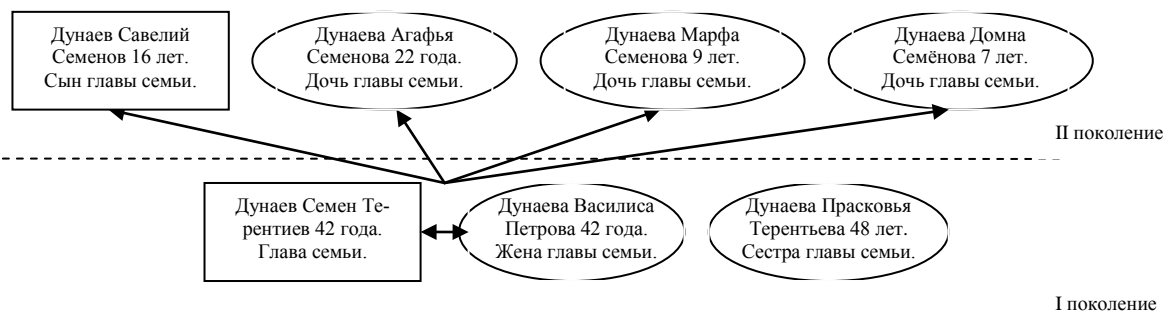 Дунаев Савелий
Семенов 16 лет.
Сын главы семьи.
Дунаева Агафья
Семенова 22 года.
Дочь главы семьи.
Дунаева Марфа
Семенова 9 лет.
Дочь главы семьи.
Дунаева Домна
Семёнова 7 лет.
Дочь главы семьи.
II поколение
Дунаев Семен Те-
рентиев 42 года.
Глава семьи.
Дунаева Василиса
Петрова 42 года.
Жена главы семьи.
Дунаева Прасковья
Терентьева 48 лет.
Сестра главы семьи.
I поколение